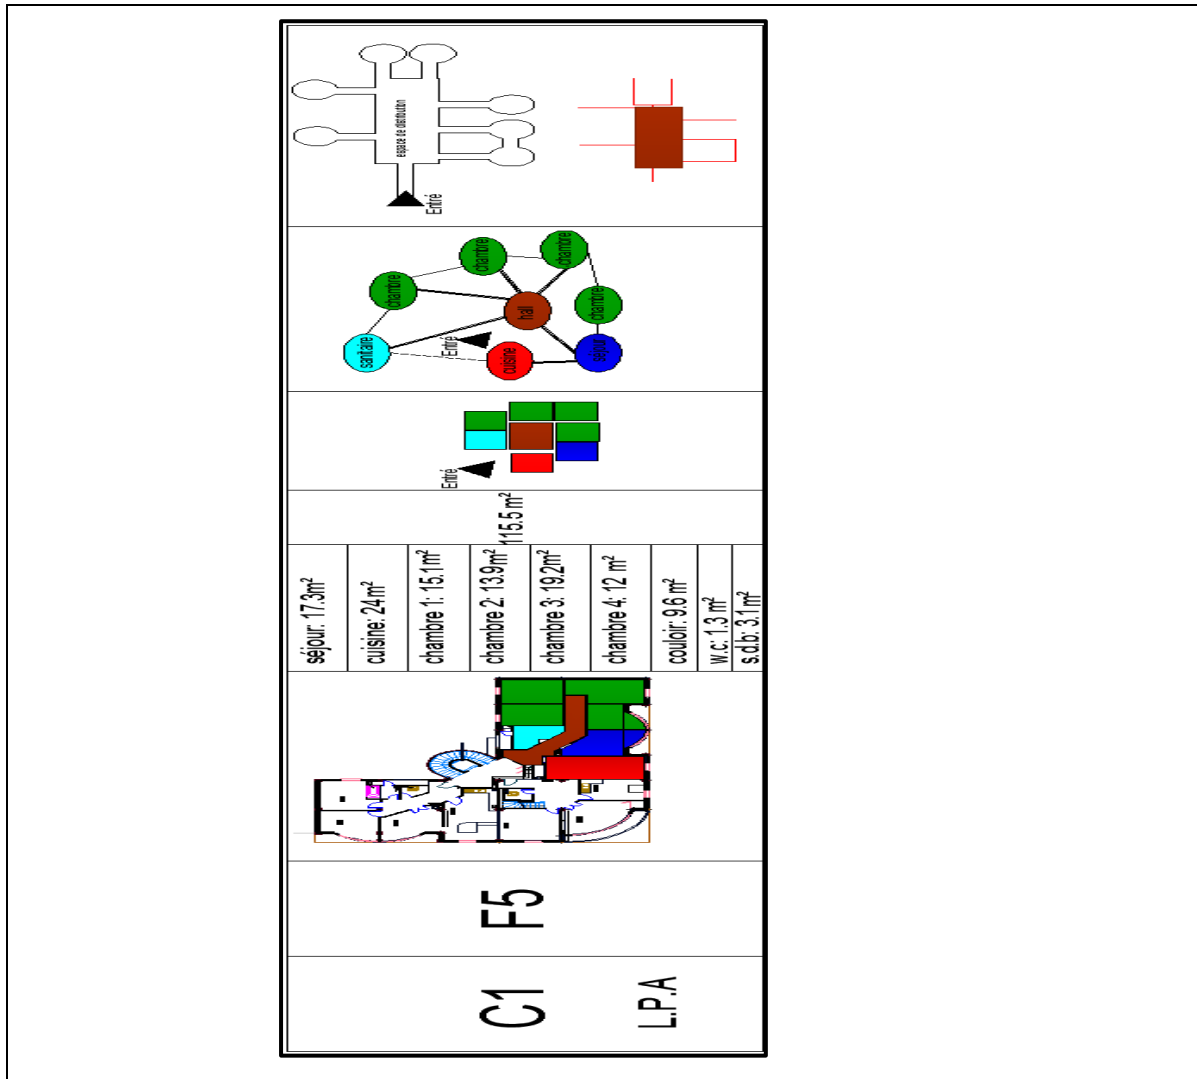 C1
L.P.A
F5
séjour: 17.3m²
cuisine: 24m²
chambre 1: 15.1m²
chambre 2: 13.9m²
chambre 3: 19.2m²
chambre 4: 12 m²
couloir: 9.6 m²
w.c: 1.3 m²
s.d.b: 3.1m²
115.5 m²
Entré
sanitaire
chambre
chambre
chambre
chambre
hall
Entré
cuisine
séjour
espace de distribution
Entré